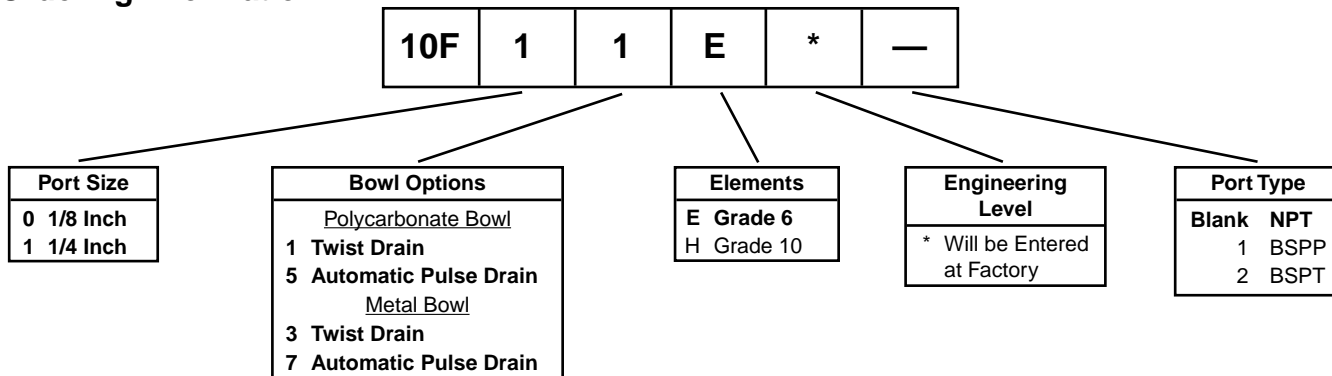 10F 1 1 E * —
Port Size
0 1/8 Inch
1 1/4 Inch
Bowl Options
Polycarbonate Bowl
1 Twist Drain
5 Automatic Pulse Drain
Metal Bowl
3 Twist Drain
7 Automatic Pulse Drain
Elements
E Grade 6
H Grade 10
Engineering
Level
* Will be Entered
at Factory
Port Type
Blank NPT
1 BSPP
2 BSPT